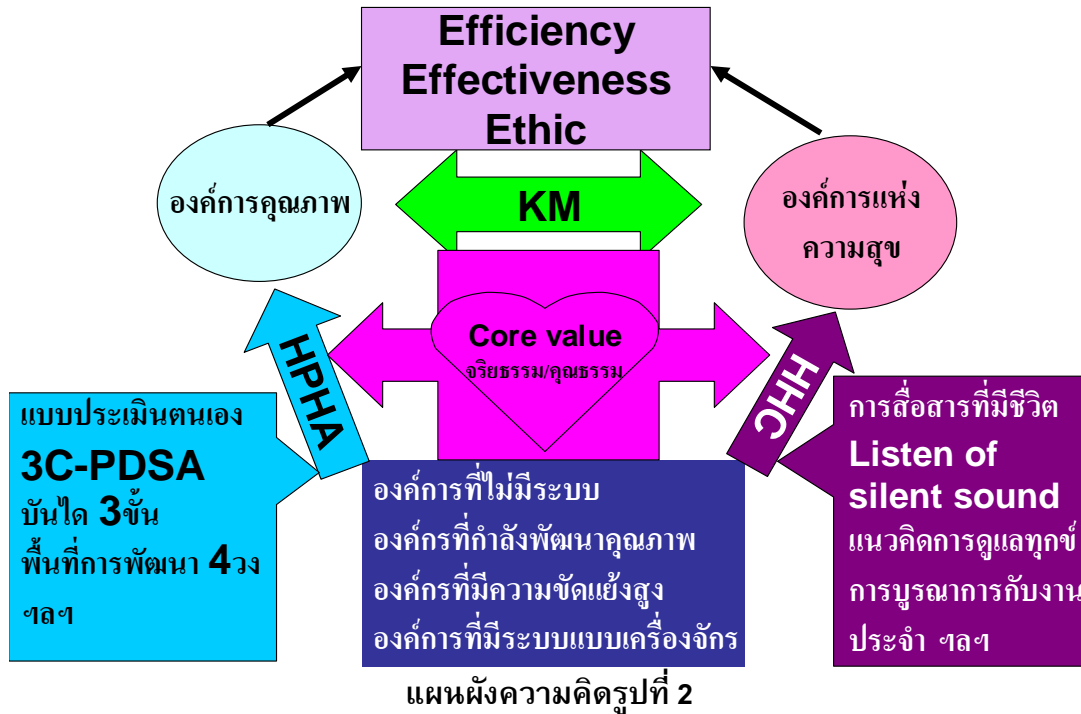 Efficiency
Effectiveness
Ethic
องค์การคุณภาพ
KM
องค์การแห่ง
ความสุข
HPHA
Core value
จริยธรรม/คุณธรรม
HHC
แบบประเมินตนเอง
3C-PDSA
บันได 3ขั้น
พื้นที่การพัฒนา 4วง
ฯลฯ
องค์การที่ไม่มีระบบ
องค์กรที่กำลังพัฒนาคุณภาพ
องค์กรที่มีความขัดแย้งสูง
องค์การที่มีระบบแบบเครื่องจักร
การสื่อสารที่มีชีวิต
Listen of
silent sound
แนวคิดการดูแลทุกข์
การบูรณาการกับงาน
ประจำ ฯลฯ
แผนผังความคิดรูปที่ 2